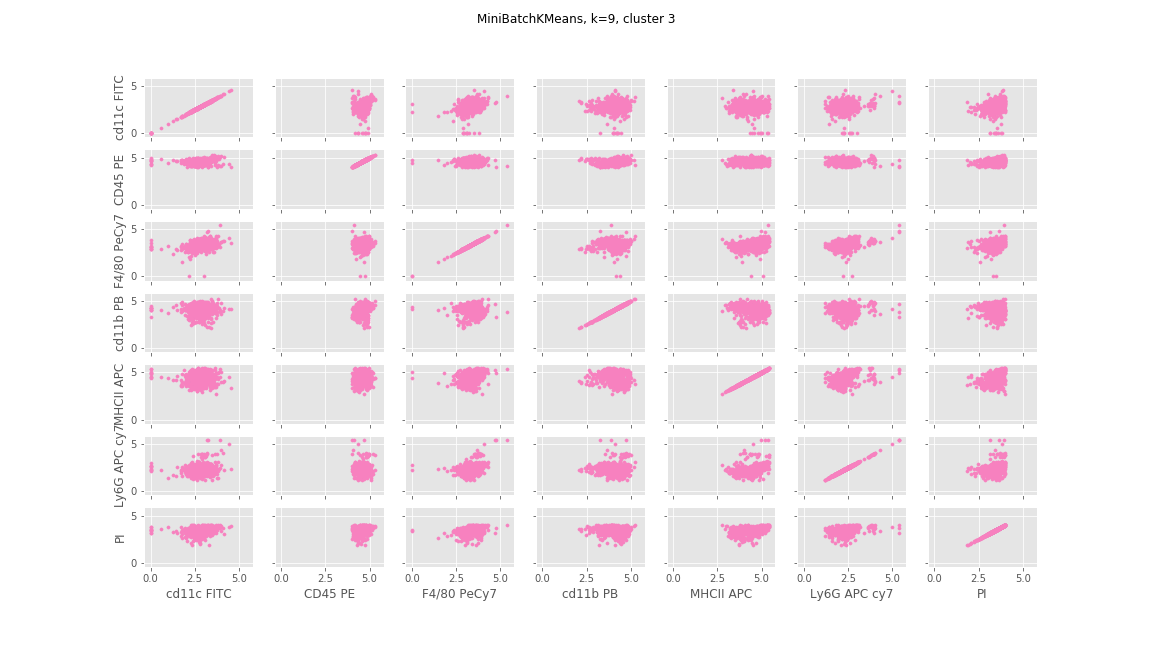 MiniBatchKMeans, k=9, cluster 3
cd11c FITC
5
0
CD45 PE
5
0
F4/80 PeCy7
5
0
cd11b PB
5
0
MHCII APC
5
0
Ly6G APC cy7
5
0
PI
5
0
0.0 2.5 5.0 0.0 2.5 5.0 0.0 2.5 5.0 0.0 2.5 5.0 0.0 2.5 5.0 0.0 2.5 5.0 0.0 2.5 5.0
cd11c FITC CD45 PE F4/80 PeCy7 cd11b PB MHCII APC Ly6G APC cy7 PI